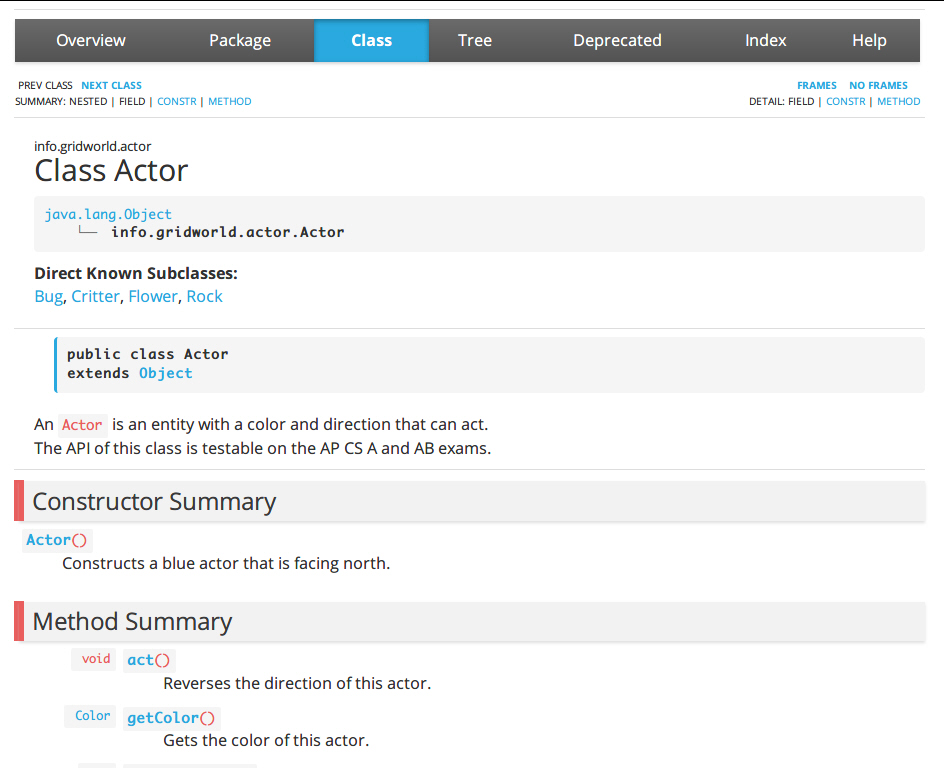 Overview Package Class Tree Deprecated Index Help
PREV CLASS NEXT CLASS FRAMES NO FRAMES
SUMMARY: NESTED | FIELD | CONSTR | METHOD DETAIL: FIELD | CONSTR | METHOD
info.gridworld.actor
Class Actor
java.lang.Object
└─ info.gridworld.actor.Actor
Direct Known Subclasses:
Bug, Critter, Flower, Rock
public class Actor
extends Object
An Actor is an entity with a color and direction that can act.
The API of this class is testable on the AP CS A and AB exams.
Constructor Summary
Actor()
Constructs a blue actor that is facing north.
Method Summary
void act()
Reverses the direction of this actor.
Color getColor()
Gets the color of this actor.